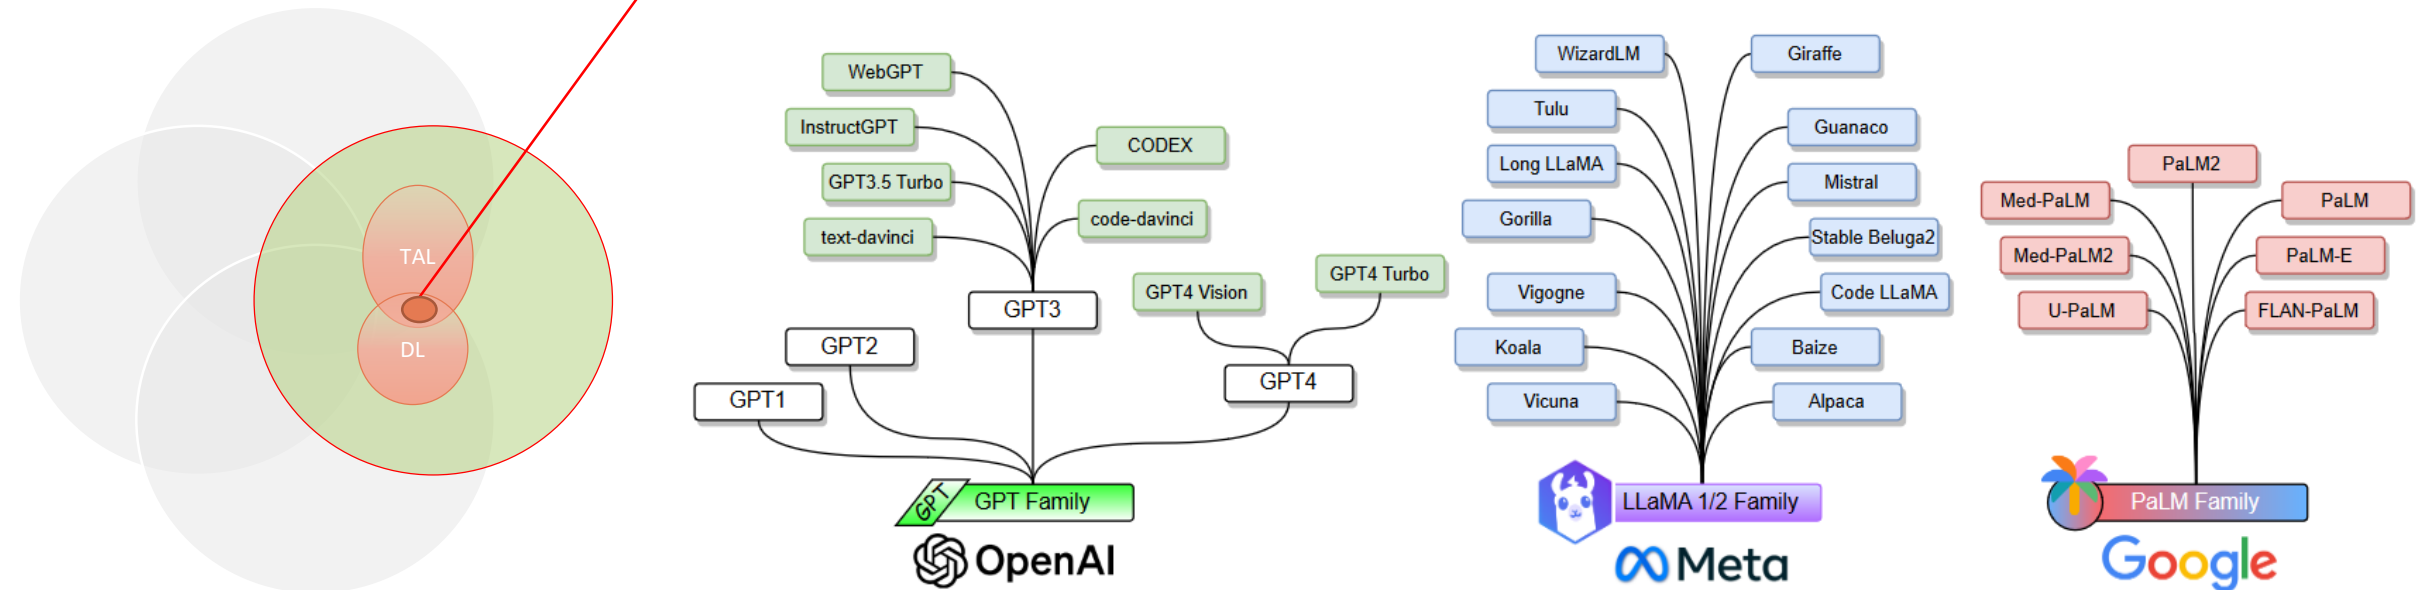 TAL
DL
WebGPT
InstructGPT
GPT3.5 Turbo
text-davinci
CODEX
code-davinci
GPT3
GPT2
GPT1
GPT4 Vision
GPT4 Turbo
GPT4
GPT
GPT Family
OpenAI
WizardLM
Tulu
Long LLaMA
Gorilla
Vigogne
Koala
Vicuna
Giraffe
Guanaco
Mistral
Stable Beluga2
Code LLaMA
Baize
Alpaca
LLaMA 1/2 Family
Meta
PaLM2
Med-PaLM
Med-PaLM2
U-PaLM
PaLM
PaLM-E
FLAN-PaLM
PaLM Family
Google